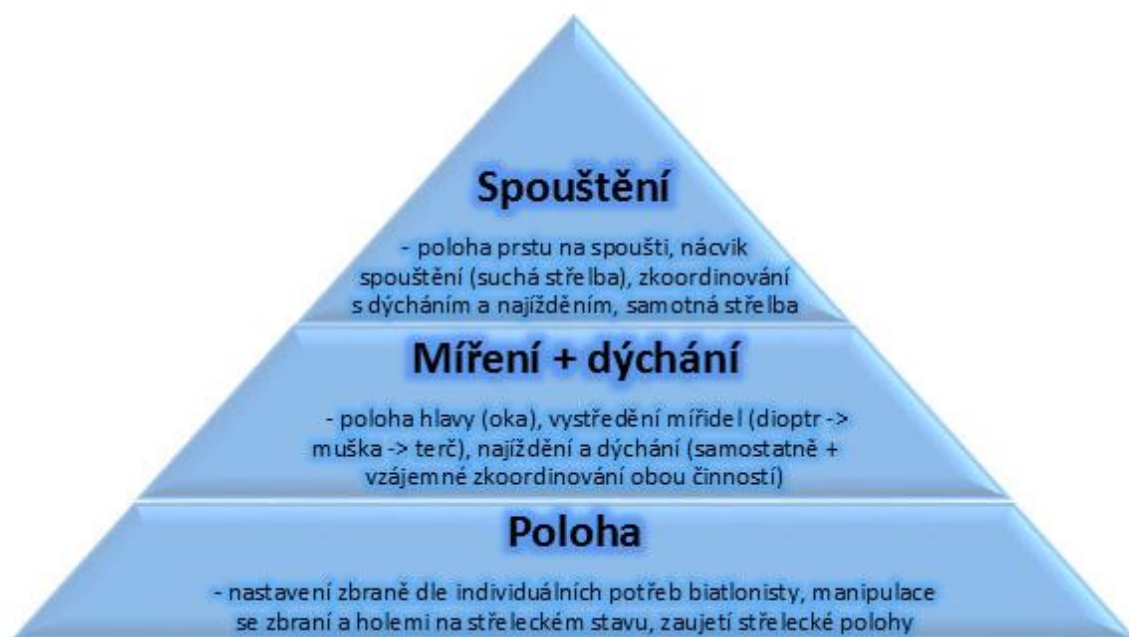 Spouštění
- poloha prstu na spoušti, nácvik
spouštění (suchá střelba), zkoordinování
s dýcháním a najížděním, samotná střelba
Míření + dýchání
- poloha hlavy (oka), vystředění mířidel (dioptr ->
muška -> terč), najíždění a dýchání (samostatně +
vzájemné zkoordinování obou činností)
Poloha
- nastavení zbraně dle individuálních potřeb biatlonisty, manipulace
se zbraní a holemi na střeleckém stavu, zaujetí střelecké polohy